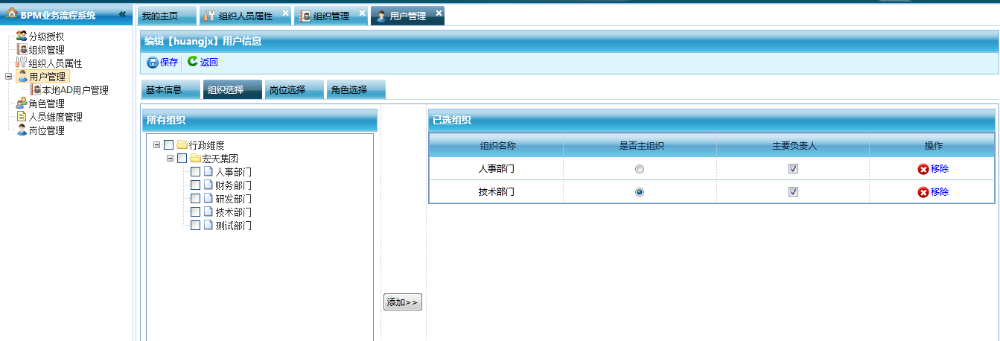 BPM业务流程系统 «
我的主页 组织人员属性 组织管理 用户管理
分级授权
组织管理
组织人员属性
用户管理
本地AD用户管理
角色管理
人员维度管理
岗位管理
编辑【huangjx】用户信息
保存 返回
基本信息 组织选择 岗位选择 角色选择
所有组织
行政维度
宏天集团
人事部门
财务部门
研发部门
技术部门
测试部门
添加>>
已选组织
组织名称 是否主组织 主要负责人 操作
人事部门 移除
技术部门 移除